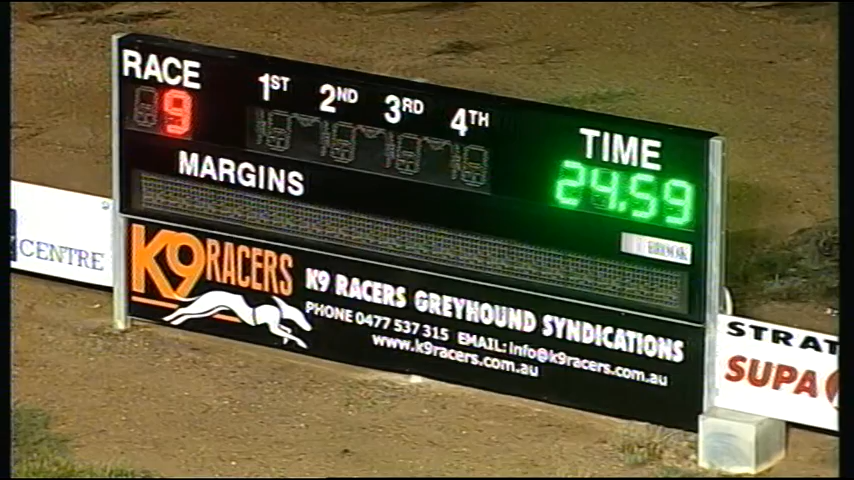 RACE 1ST 2ND 3RD 4TH TIME
9 24.59
MARGINS
CENTRE
K9 RACERS
K9 RACERS GREYHOUND SYNDICATIONS
PHONE 0477 537 315 EMAIL: info@k9racers.com.au
www.k9racers.com.au
STRAT
SUPA